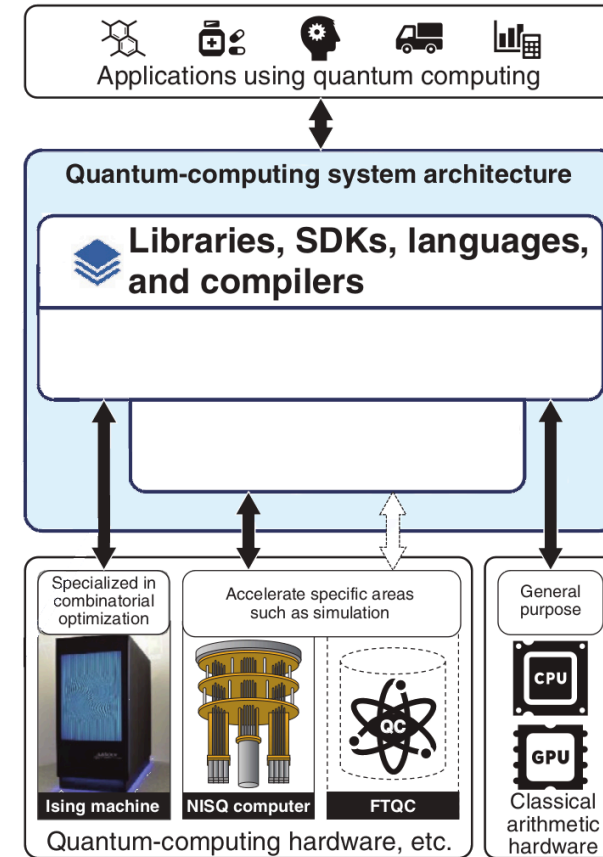 Applications using quantum computing
Quantum-computing system architecture
Libraries, SDKs, languages,
and compilers
Specialized in
combinatorial
optimization
Accelerate specific areas
such as simulation
General
purpose
QC
CPU
GPU
Ising machine
NISQ computer
FTQC
Classical
arithmetic
hardware
Quantum-computing hardware, etc.